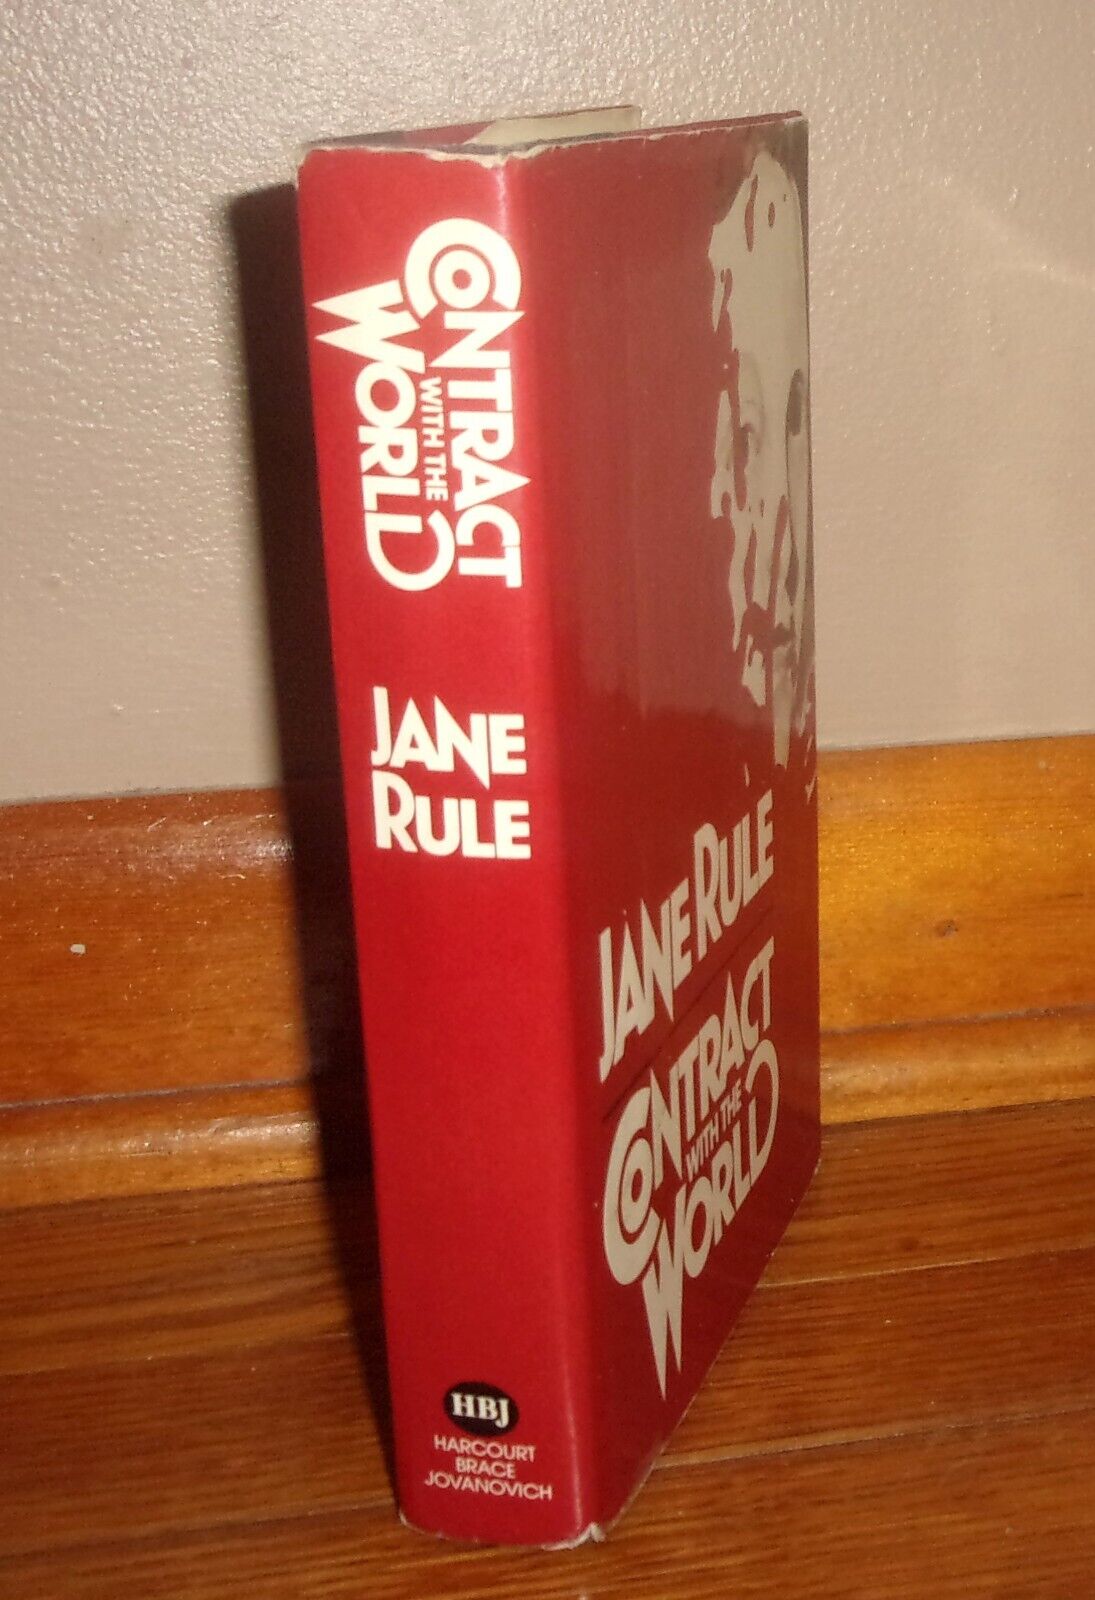 CONTRACT
WITH THE
WORLD
JANE
RULE
HBJ
HARCOURT
BRACE
JOVANOVICH
JANE RULE
CONTRACT
WITH THE
WORLD